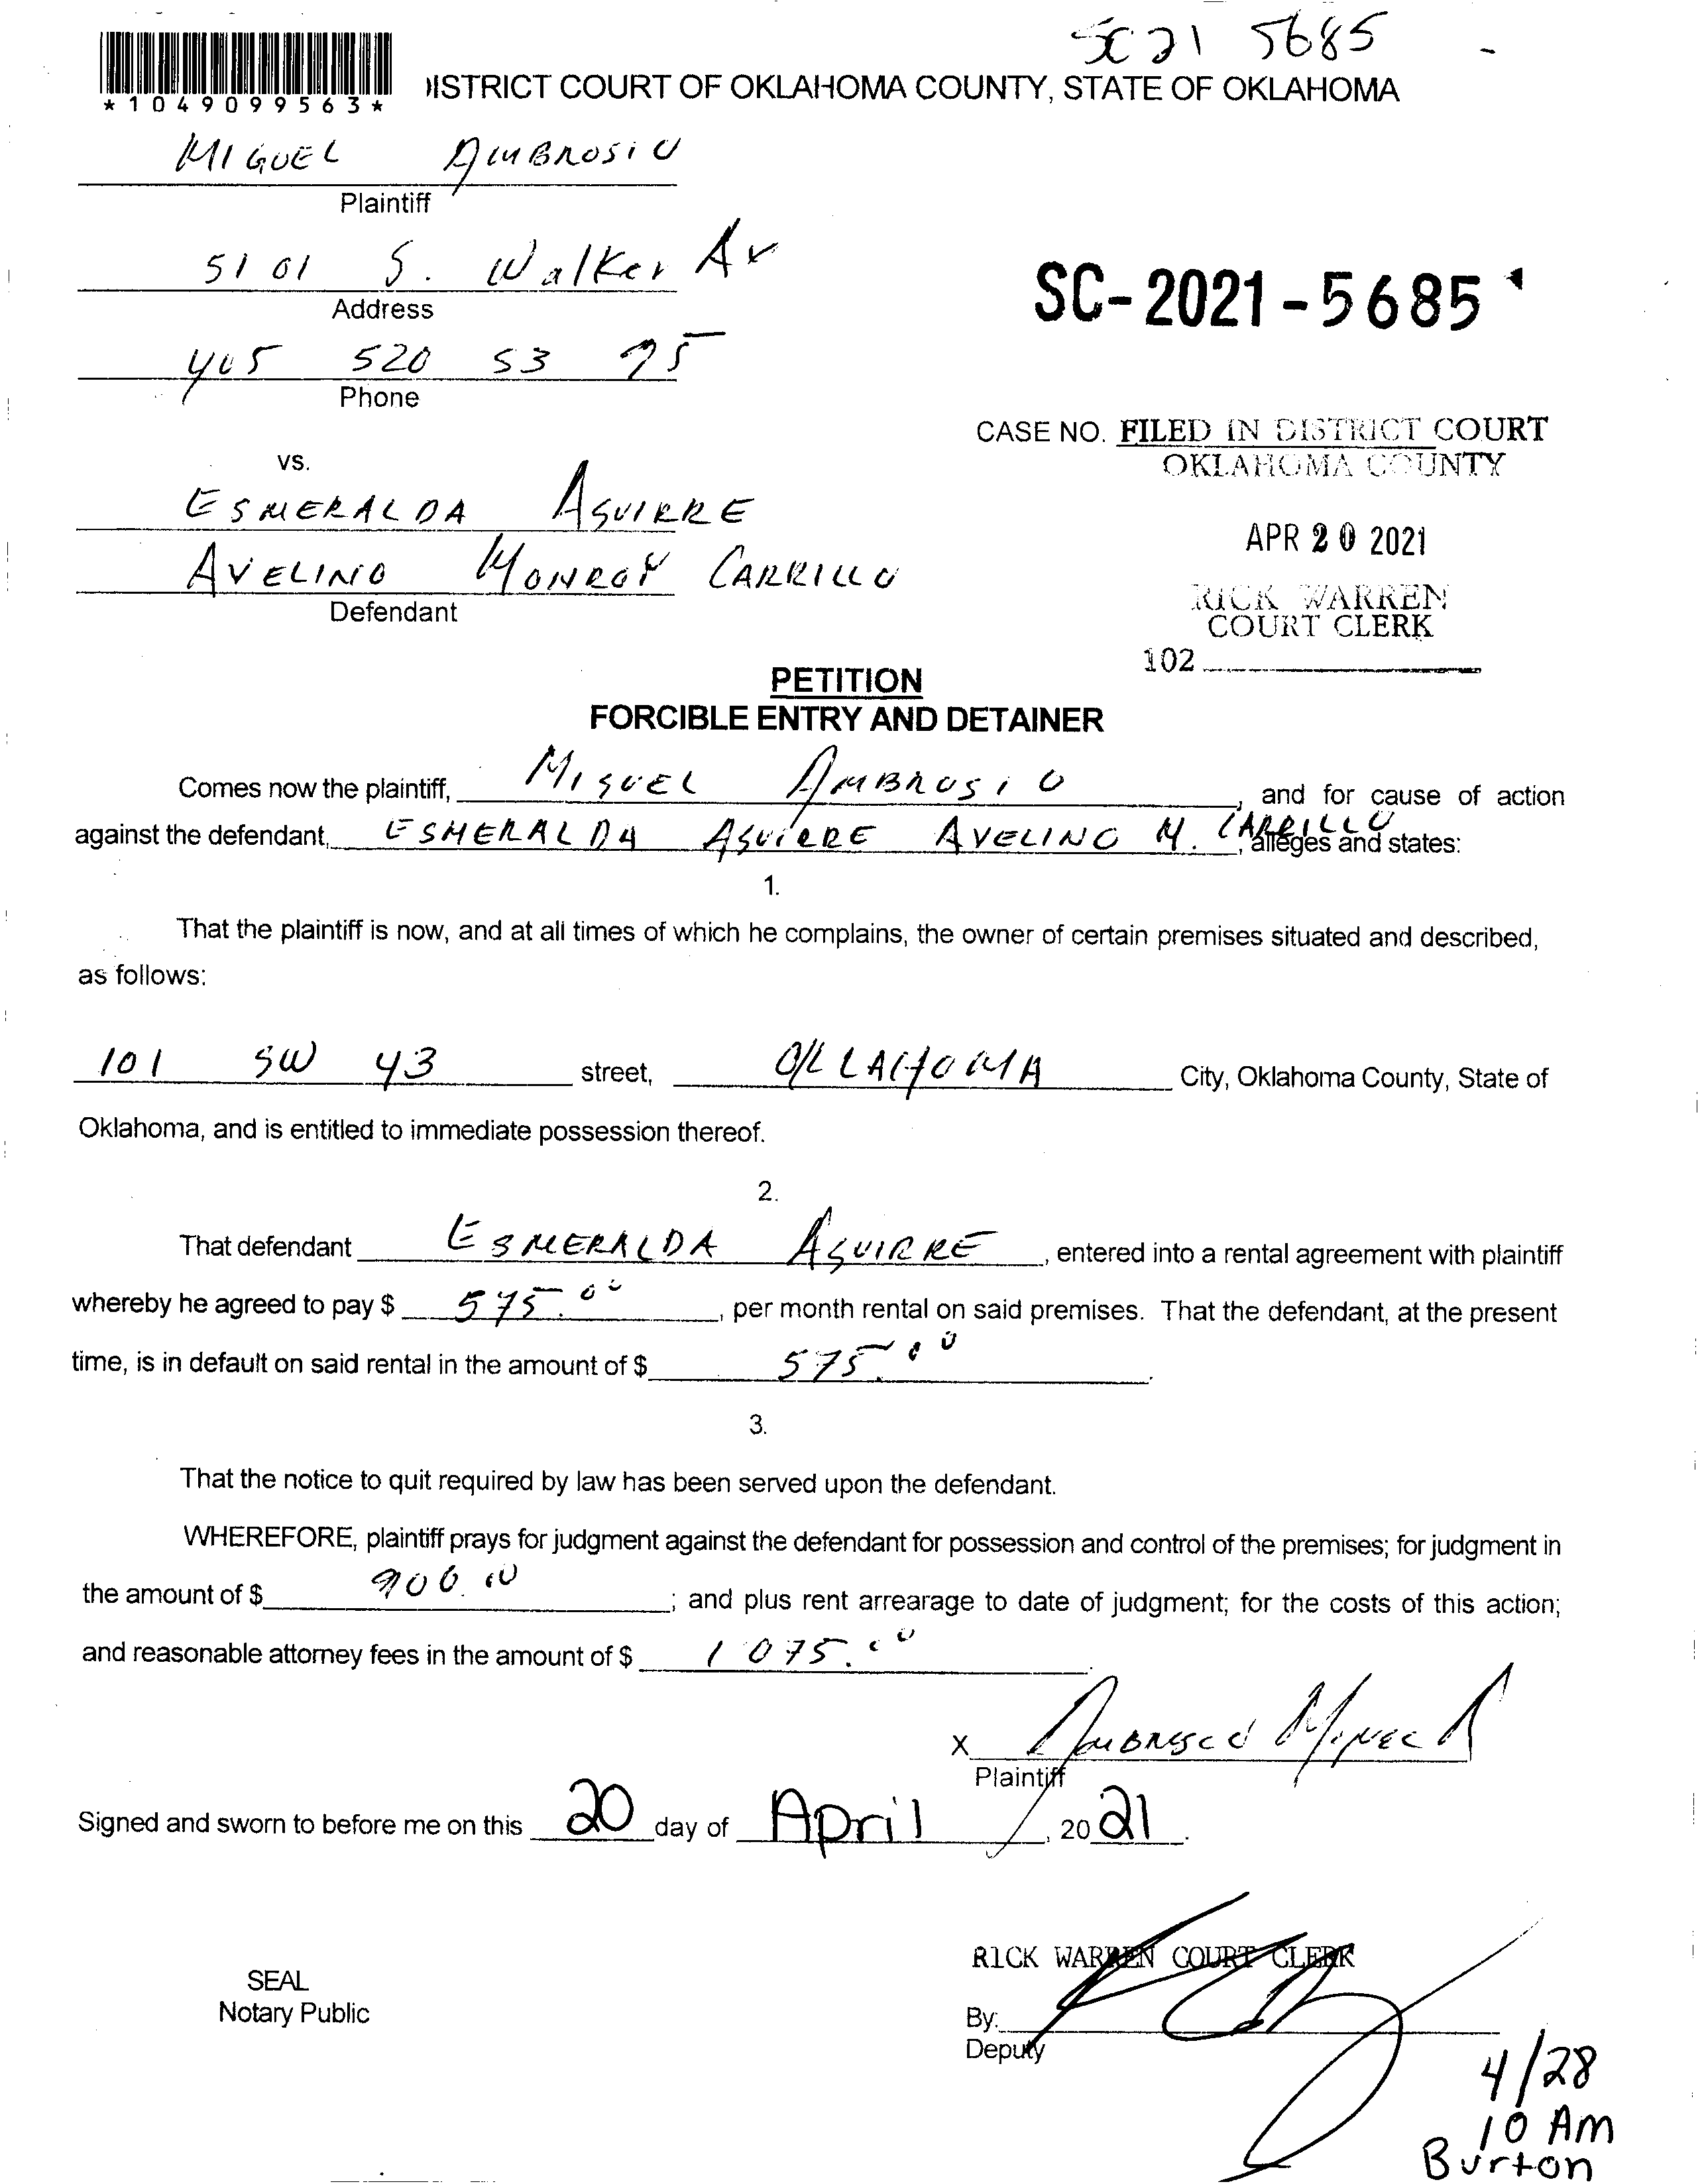 SC 21 5685
*1049099563*
DISTRICT COURT OF OKLAHOMA COUNTY, STATE OF OKLAHOMA
MIGUEL AMBROSIO
Plaintiff
5101 S. Walker Av
Address
SC-2021-5685
405 520 53 75
Phone
CASE NO. FILED IN DISTRICT COURT
OKLAHOMA COUNTY
vs.
ESMERALDA AGUIRRE
APR 20 2021
AVELINO MONROY CARRILLO
Defendant
RICK WARREN
COURT CLERK
102
PETITION
FORCIBLE ENTRY AND DETAINER
Comes now the plaintiff, MIGUEL AMBROSIO, and for cause of action
against the defendant, ESMERALDA AGUIRRE AVELINO M. CARRILLO, alleges and states:
1.
That the plaintiff is now, and at all times of which he complains, the owner of certain premises situated and described,
as follows:
101 SW 43 street, OKLAHOMA City, Oklahoma County, State of
Oklahoma, and is entitled to immediate possession thereof.
2.
That defendant ESMERALDA AGUIRRE, entered into a rental agreement with plaintiff
whereby he agreed to pay $ 575.00, per month rental on said premises. That the defendant, at the present
time, is in default on said rental in the amount of $ 575.00.
3.
That the notice to quit required by law has been served upon the defendant.
WHEREFORE, plaintiff prays for judgment against the defendant for possession and control of the premises; for judgment in
the amount of $ 900.00; and plus rent arrearage to date of judgment; for the costs of this action;
and reasonable attorney fees in the amount of $ 1075.00.
X
Plaintiff
Signed and sworn to before me on this 20 day of April, 2021.
RICK WARREN COURT CLERK
SEAL
Notary Public
By:
Deputy
4/28
10 AM
Burton